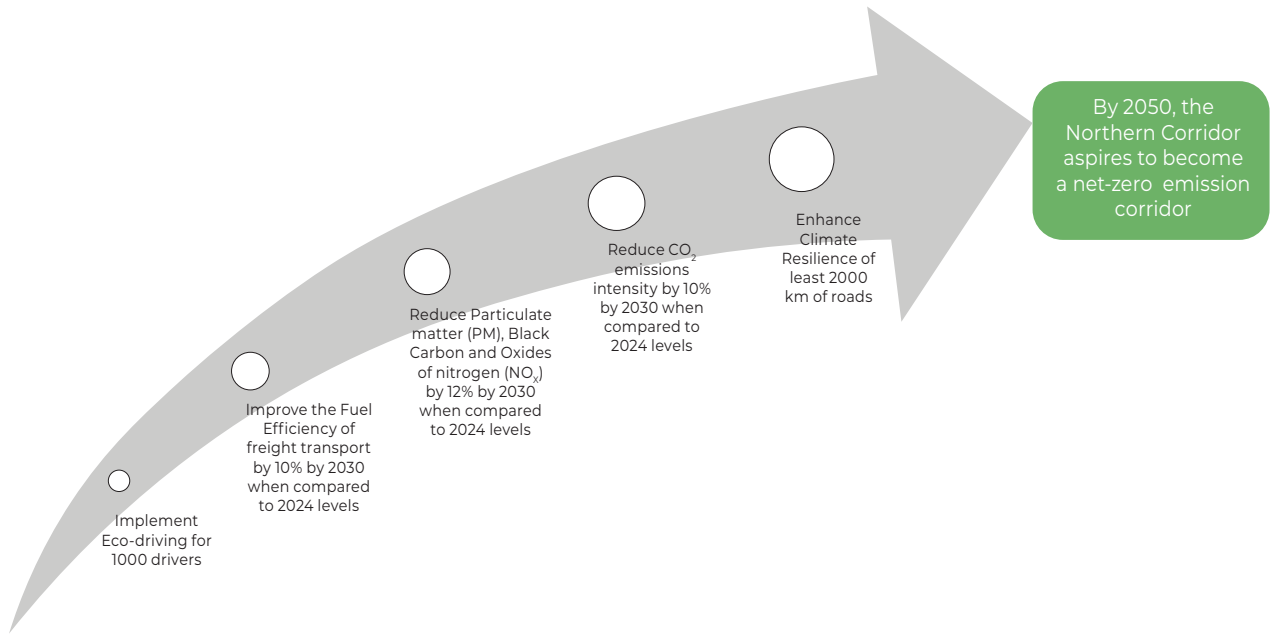 Implement
Eco-driving for
1000 drivers
Improve the Fuel
Efficiency of
freight transport
by 10% by 2030
when compared
to 2024 levels
Reduce Particulate
matter (PM), Black
Carbon and Oxides
of nitrogen (NOₓ)
by 12% by 2030
when compared
to 2024 levels
Reduce CO₂
emissions
intensity by 10%
by 2030 when
compared to
2024 levels
Enhance
Climate
Resilience of
least 2000
km of roads
By 2050, the
Northern Corridor
aspires to become
a net-zero emission
corridor